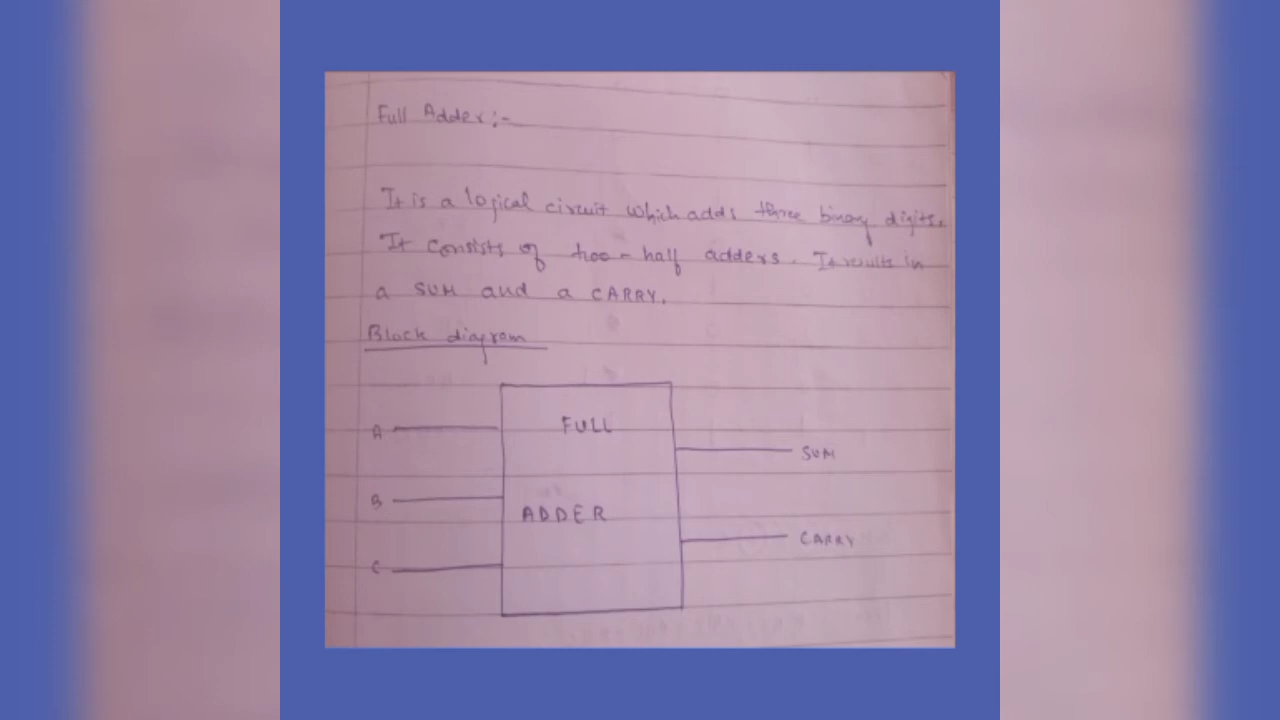 Full Adder:-
It is a logical circuit which adds three binary digits.
It consists of two-half adders. It results in
a SUM and a CARRY.
Block diagram
A
FULL
SUM
B
ADDER
CARRY
C